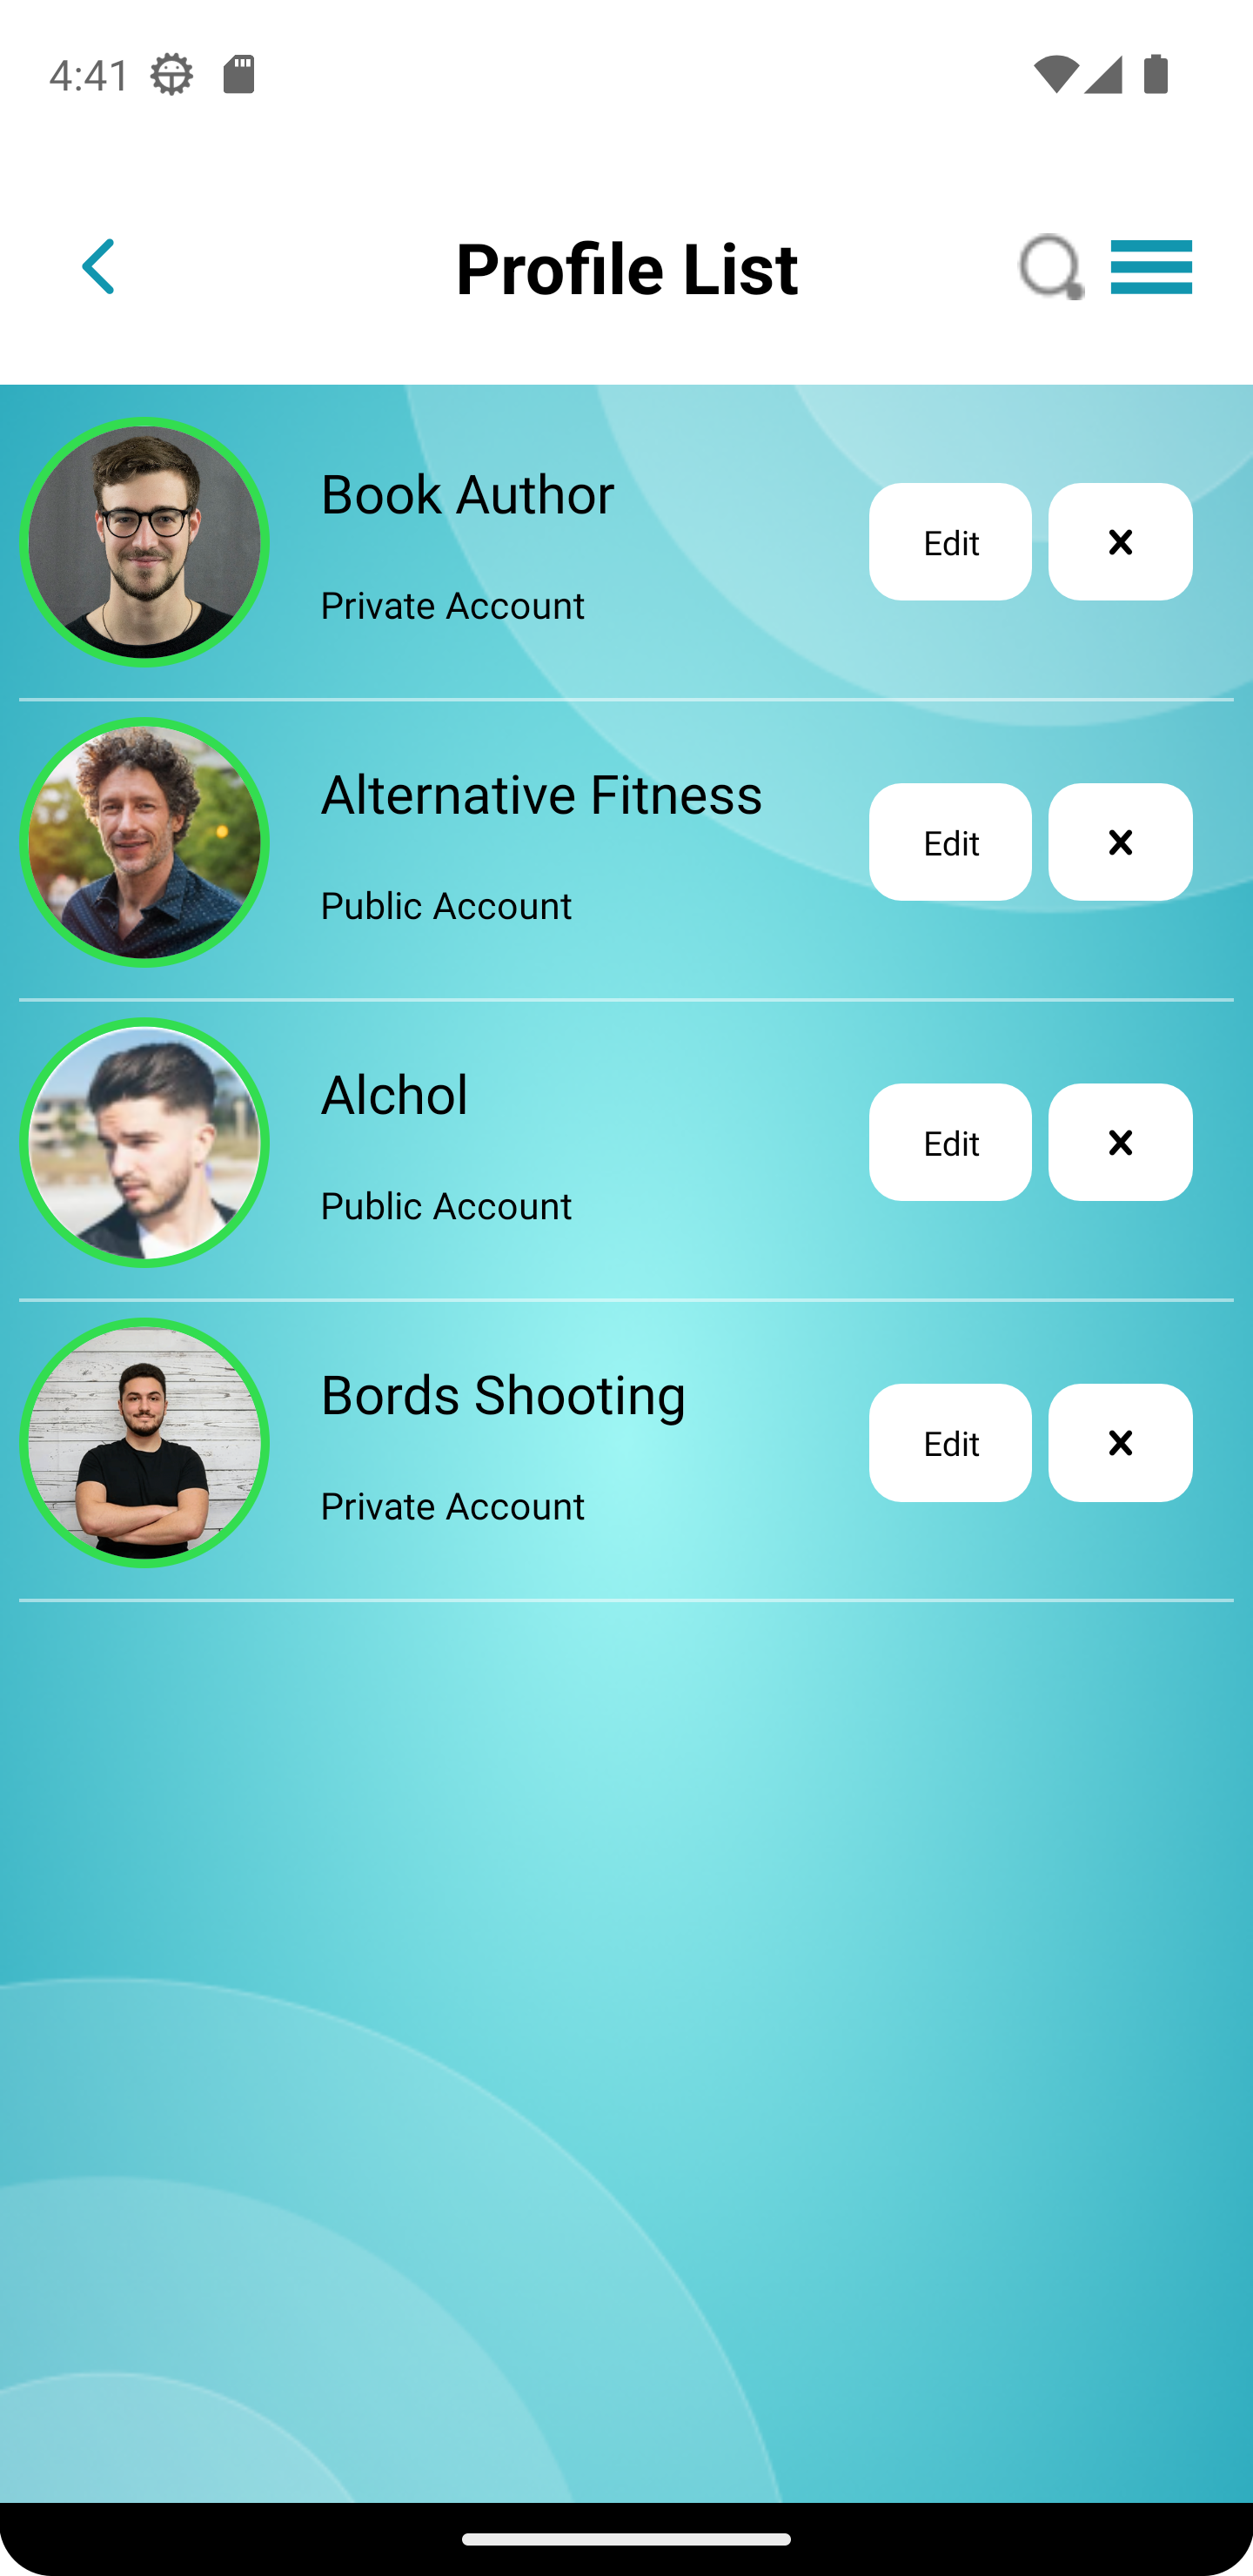 4:41
Profile List
Book Author
Private Account
Edit
Alternative Fitness
Public Account
Edit
Alchol
Public Account
Edit
Bords Shooting
Private Account
Edit